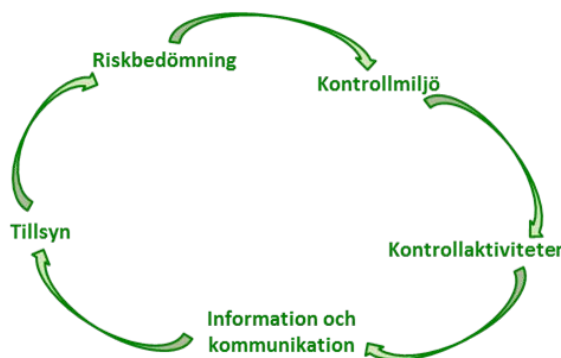 Riskbedömning
Kontrollmiljö
Kontrollaktiviteter
Information och
kommunikation
Tillsyn